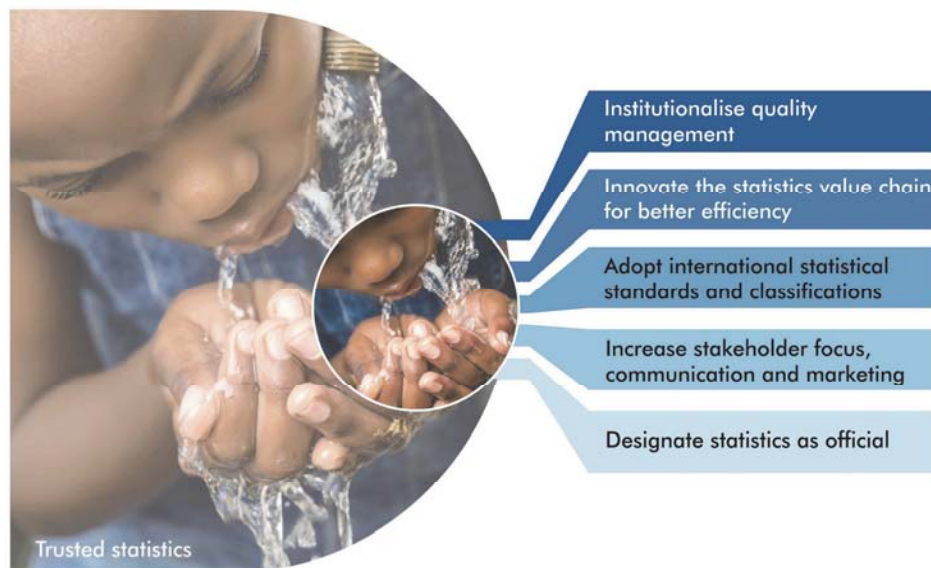 Institutionalise quality
management
Innovate the statistics value chain
for better efficiency
Adopt international statistical
standards and classifications
Increase stakeholder focus,
communication and marketing
Designate statistics as official
Trusted statistics